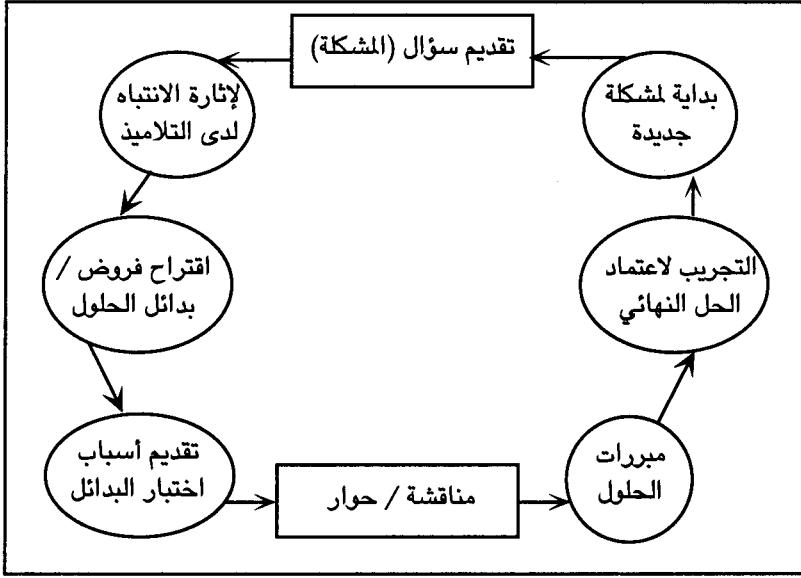 تقديم سؤال (المشكلة)
لإثارة الانتباه
لدى التلاميذ
اقتراح فروض /
بدائل الحلول
تقديم أسباب
اختبار البدائل
مناقشة / حوار
مبررات
الحلول
التجريب لاعتماد
الحل النهائي
بداية لمشكلة
جديدة